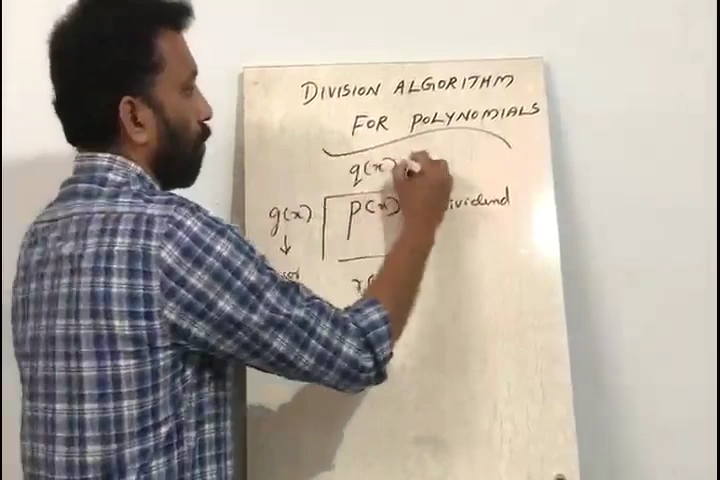 DIVISION ALGORITHM
FOR POLYNOMIALS
q(x)
g(x) p(x)